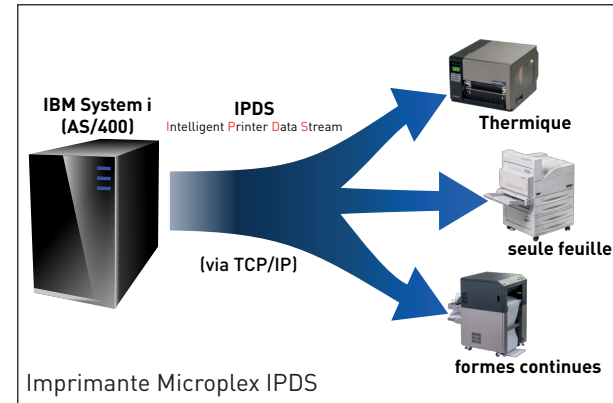 IBM System i
(AS/400)
IPDS
Intelligent Printer Data Stream
(via TCP/IP)
Thermique
seule feuille
formes continues
Imprimante Microplex IPDS